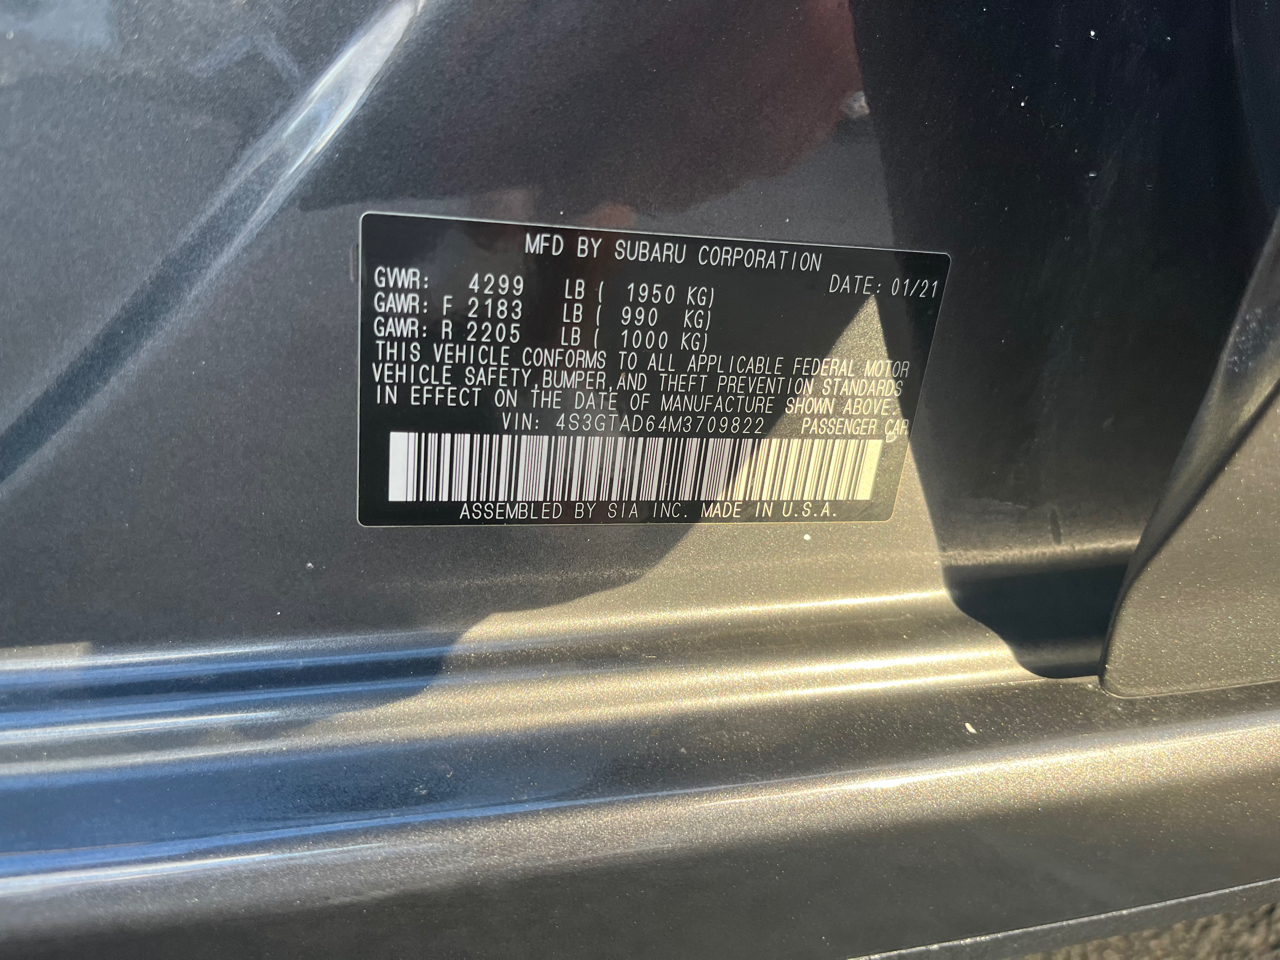 MFD BY SUBARU CORPORATION
DATE: 01/21
GVWR: 4299 LB ( 1950 KG)
GAWR: F 2183 LB ( 990 KG)
GAWR: R 2205 LB ( 1000 KG)
THIS VEHICLE CONFORMS TO ALL APPLICABLE FEDERAL MOTOR
VEHICLE SAFETY,BUMPER,AND THEFT PREVENTION STANDARDS
IN EFFECT ON THE DATE OF MANUFACTURE SHOWN ABOVE.
VIN: 4S3GTAD64M3709822 PASSENGER CAR
ASSEMBLED BY SIA INC. MADE IN U.S.A.